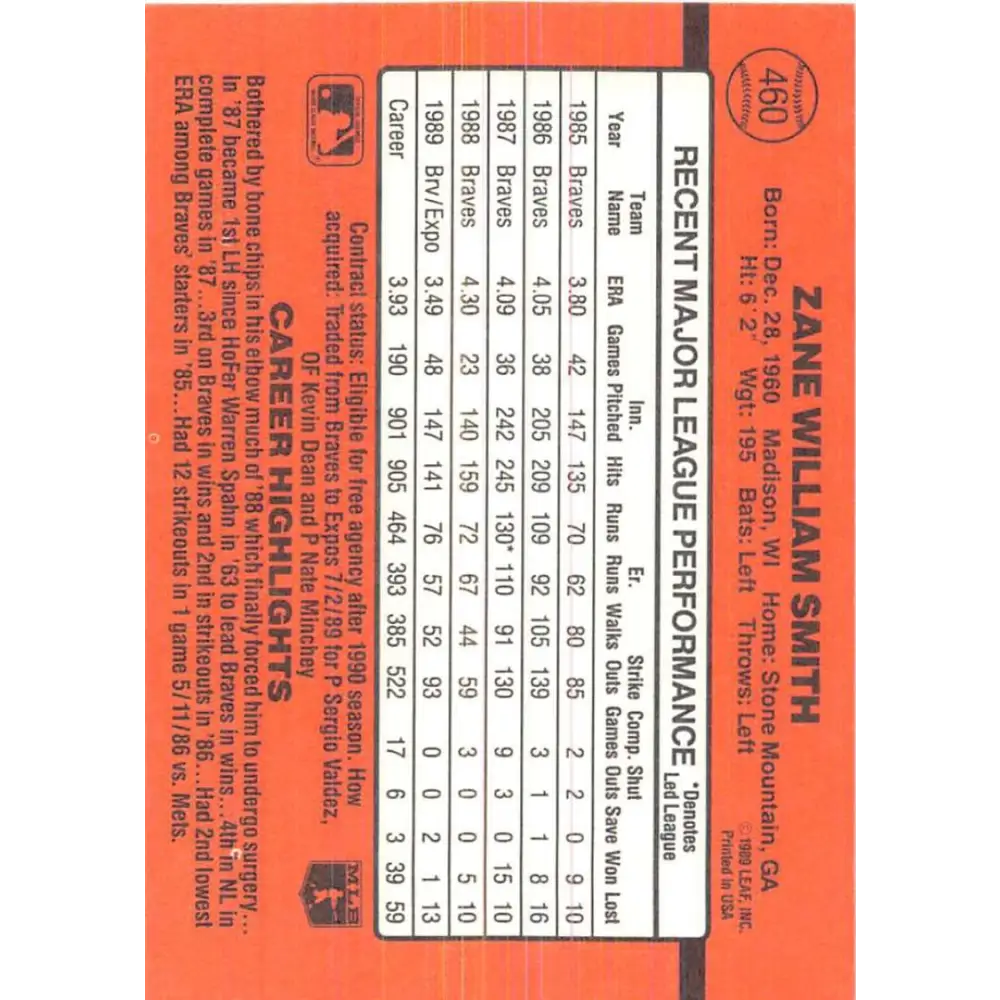 460
ZANE WILLIAM SMITH
Born: Dec. 28, 1960 Madison, WI Home: Stone Mountain, GA
Ht: 6' 2" Wgt: 195 Bats: Left Throws: Left
© 1989 LEAF, INC.
Printed in USA
RECENT MAJOR LEAGUE PERFORMANCE *Denotes
Led League
Team Inn. Er. Strike Comp. Shut
Year Name ERA Games Pitched Hits Runs Runs Walks Outs Games Outs Save Won Lost
1985 Braves 3.80 42 147 135 70 62 80 85 2 2 0 9 10
1986 Braves 4.05 38 205 209 109 92 105 139 3 1 1 8 16
1987 Braves 4.09 36 242 245 130* 110 91 130 9 3 0 15 10
1988 Braves 4.30 23 140 159 72 67 44 59 3 0 0 5 10
1989 Brv/Expo 3.49 48 147 141 76 57 52 93 0 0 2 1 13
Career 3.93 190 901 905 464 393 385 522 17 6 3 39 59
Contract status: Eligible for free agency after 1990 season. How
acquired: Traded from Braves to Expos 7/2/89 for P Sergio Valdez,
OF Kevin Dean and P Nate Minchey
MLB
CAREER HIGHLIGHTS
Bothered by bone chips in his elbow much of '88 which finally forced him to undergo surgery...
In '87 became 1st LH since HoFer Warren Spahn in '63 to lead Braves in wins...4th in NL in
complete games in '87...3rd on Braves in wins and 2nd in strikeouts in '86...Had 2nd lowest
ERA among Braves' starters in '85...Had 12 strikeouts in 1 game 5/11/86 vs. Mets.